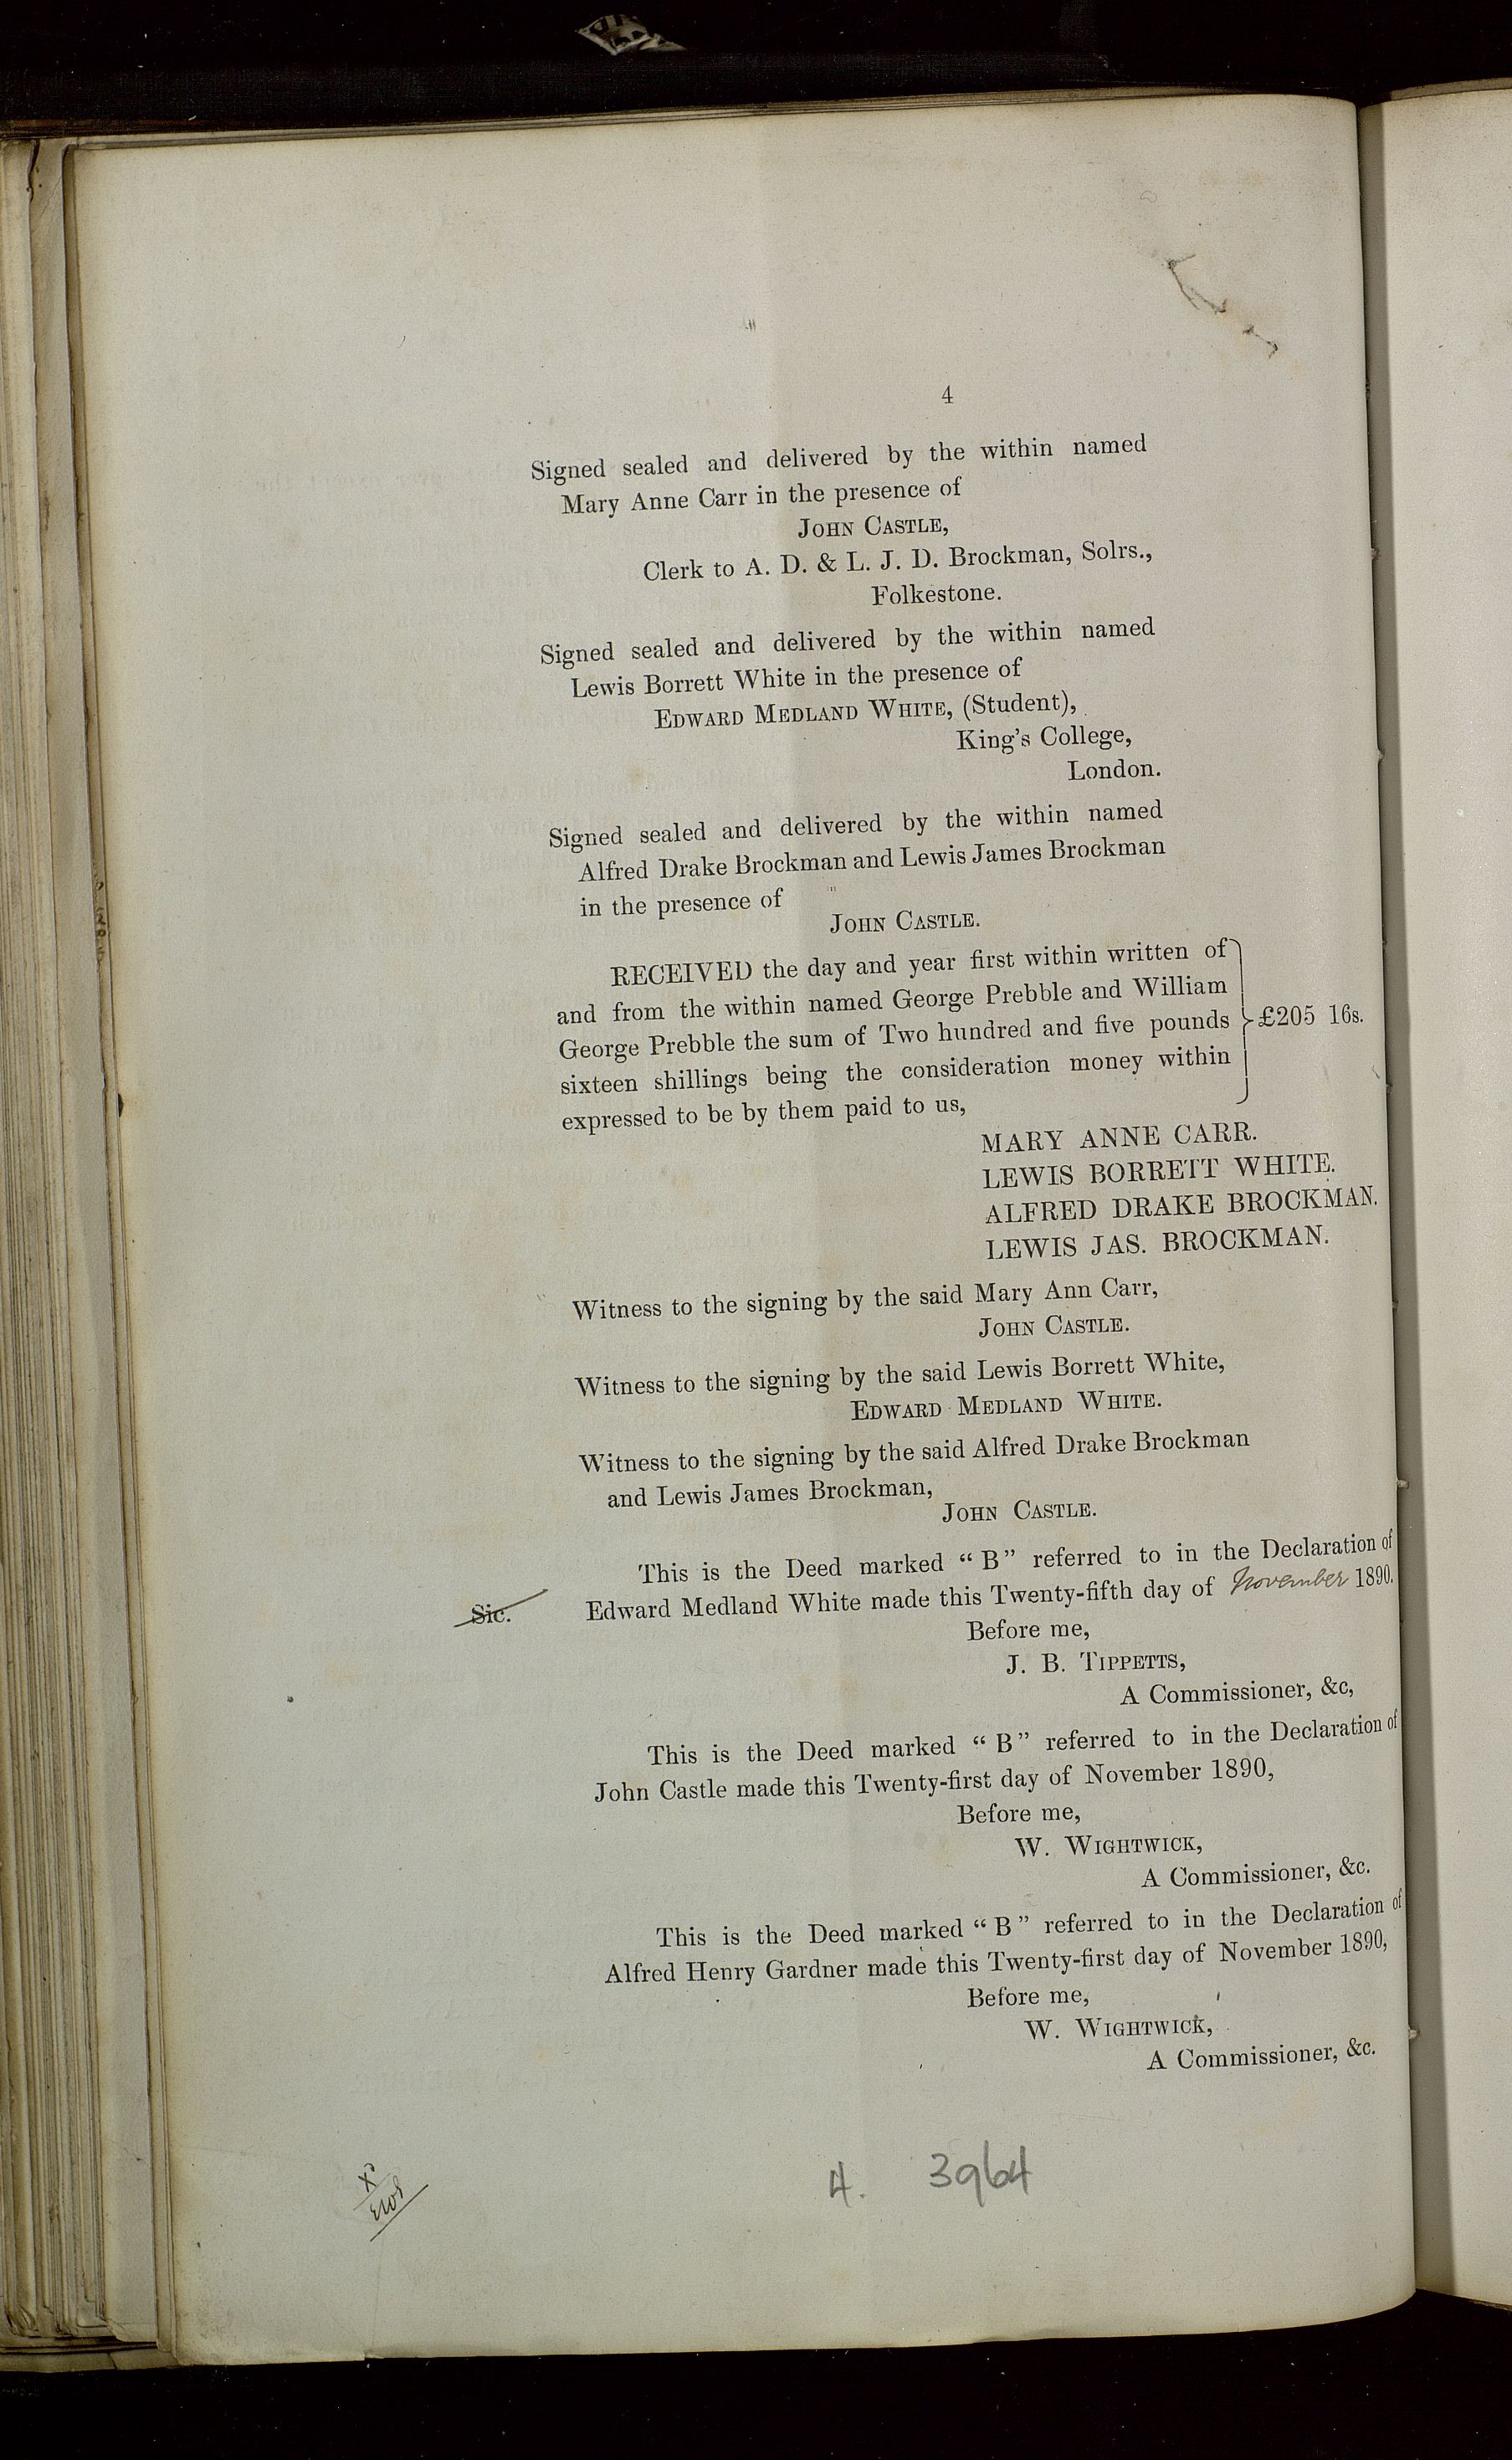 4
Signed sealed and delivered by the within named
Mary Anne Carr in the presence of
JOHN CASTLE,
Clerk to A. D. & L. J. D. Brockman, Solrs.,
Folkestone.
Signed sealed and delivered by the within named
Lewis Borrett White in the presence of
EDWARD MEDLAND WHITE, (Student),
King's College,
London.
Signed sealed and delivered by the within named
Alfred Drake Brockman and Lewis James Brockman
in the presence of
JOHN CASTLE.
RECEIVED the day and year first within written of
and from the within named George Prebble and William
George Prebble the sum of Two hundred and five pounds
£205 16s.
sixteen shillings being the consideration money within
expressed to be by them paid to us,
MARY ANNE CARR.
LEWIS BORRETT WHITE.
ALFRED DRAKE BROCKMAN.
LEWIS JAS. BROCKMAN.
Witness to the signing by the said Mary Ann Carr,
JOHN CASTLE.
Witness to the signing by the said Lewis Borrett White,
EDWARD MEDLAND WHITE.
Witness to the signing by the said Alfred Drake Brockman
and Lewis James Brockman,
JOHN CASTLE.
This is the Deed marked “B” referred to in the Declaration of
Sic. Edward Medland White made this Twenty-fifth day of November 1890.
Before me,
J. B. TIPPETTS,
A Commissioner, &c,
This is the Deed marked “B” referred to in the Declaration of
John Castle made this Twenty-first day of November 1890,
Before me,
W. WIGHTWICK,
A Commissioner, &c.
This is the Deed marked “B” referred to in the Declaration of
Alfred Henry Gardner made this Twenty-first day of November 1890,
Before me,
W. WIGHTWICK,
A Commissioner, &c.
4. 3964